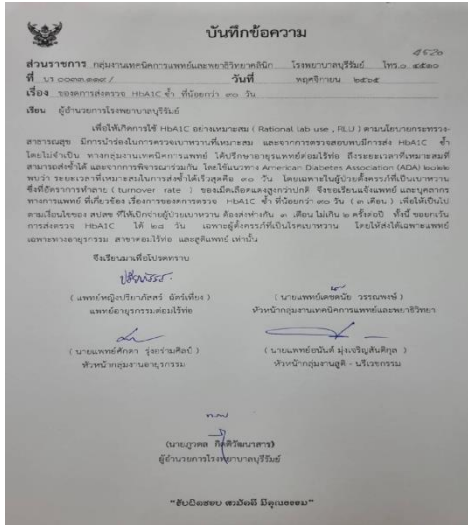 บันทึกข้อความ
4520
ส่วนราชการ กลุ่มงานเทคนิคการแพทย์และพยาธิวิทยาคลินิก โรงพยาบาลบุรีรัมย์ โทร.๐ ๔๕๒๐
ที่ บร ๐๐๓๓.๑๑๙/ วันที่ พฤศจิกายน ๒๕๖๕
เรื่อง ของดการส่งตรวจ HbA1C ซ้ำ ที่น้อยกว่า ๙๐ วัน
เรียน ผู้อำนวยการโรงพยาบาลบุรีรัมย์
เพื่อให้เกิดการใช้ HbA1C อย่างเหมาะสม ( Rational lab use , RLU ) ตามนโยบายกระทรวง-
สาธารณสุข มีการนำร่องในการตรวจเบาหวานที่เหมาะสม และจากการตรวจสอบพบมีการส่ง HbA1C ซ้ำ
โดยไม่จำเป็น ทางกลุ่มงานเทคนิคการแพทย์ ได้ปรึกษาอายุรแพทย์ต่อมไร้ท่อ ถึงระยะเวลาที่เหมาะสมที่
สามารถส่งซ้ำได้ และจากการพิจารณาร่วมกัน โดยใช้แนวทาง American Diabetes Association (ADA)
พบว่า ระยะเวลาที่เหมาะสมในการส่งซ้ำได้เร็วสุดคือ ๙๐ วัน โดยเฉพาะในผู้ป่วยตั้งครรภ์ที่เป็นเบาหวาน
ซึ่งมีอัตราการทำลาย ( turnover rate ) ของเม็ดเลือดแดงสูงกว่าปกติ จึงขอเรียนแจ้งแพทย์ และบุคลากร
ทางการแพทย์ ที่เกี่ยวข้อง เรื่องการของดการตรวจ HbA1C ซ้ำ ที่น้อยกว่า ๙๐ วัน ( ๓ เดือน ) เพื่อให้เป็นไป
ตามเงื่อนไขของ สปสช ที่ให้เบิกจ่ายผู้ป่วยเบาหวาน ต้องส่งห่างกัน ๓ เดือน ไม่เกิน ๒ ครั้งต่อปี ทั้งนี้ ขอยกเว้น
การส่งตรวจ HbA1C ได้ ๒๘ วัน เฉพาะผู้ตั้งครรภ์ที่เป็นโรคเบาหวาน โดยให้ส่งได้เฉพาะแพทย์
เฉพาะทางอายุรกรรม สาขาต่อมไร้ท่อ และสูติแพทย์ เท่านั้น
จึงเรียนมาเพื่อโปรดทราบ
( แพทย์หญิงปรียาภัสสร ฉัตร์เที่ยง ) ( นายแพทย์เดชดนัย วรรณพงษ์ )
แพทย์อายุรกรรมต่อมไร้ท่อ หัวหน้ากลุ่มงานเทคนิคการแพทย์และพยาธิวิทยา
( นายแพทย์ศักดา รุ่งอร่ามศิลป์ ) ( นายแพทย์อนันต์ มุ่งเจริญสันติกุล )
หัวหน้ากลุ่มงานอายุรกรรม หัวหน้ากลุ่มงานสูติ - นรีเวชกรรม
ทราบ
(นายภูวดล กิตติวัฒนาสาร)
ผู้อำนวยการโรงพยาบาลบุรีรัมย์
"รับผิดชอบ สามัคคี มีคุณธรรม"